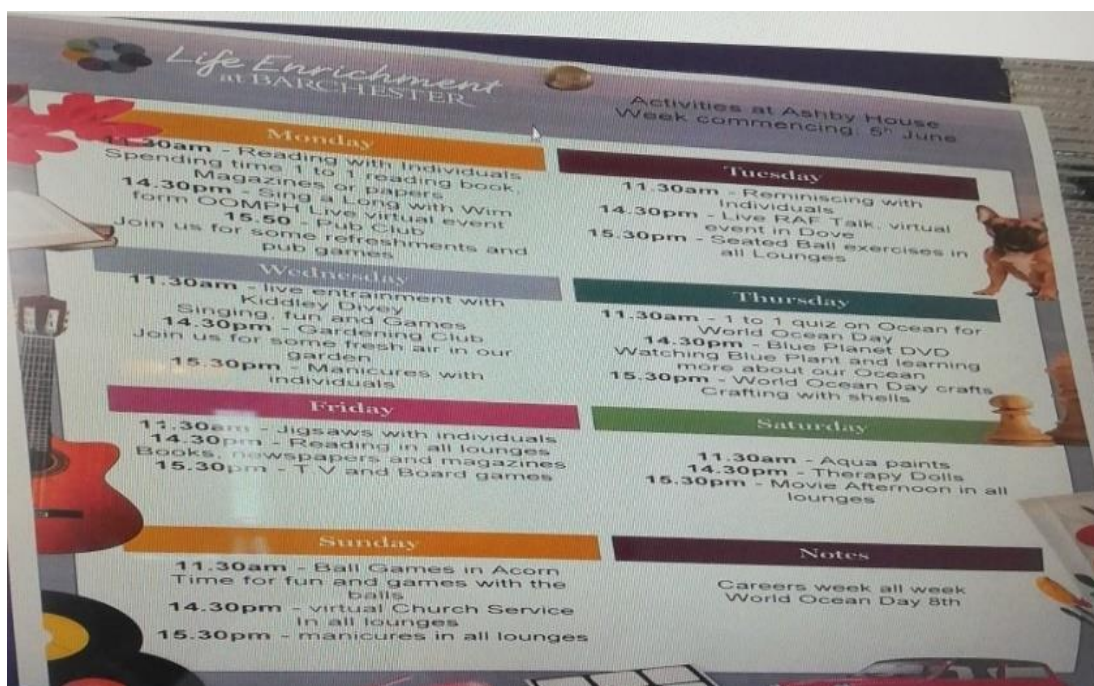 Life Enrichment
at BARCHESTER
Activities at Ashby House
Week commencing: 5th June
Monday
11.30am - Reading with Individuals
Spending time 1 to 1 reading book,
Magazines or papers
14.30pm - Sing a Long with Wim
form OOMPH Live virtual event
15.50 - Pub Club
Join us for some refreshments and
pub games
Tuesday
11.30am - Reminiscing with
Individuals
14.30pm - Live RAF Talk, virtual
event in Dove
15.30pm - Seated Ball exercises in
all Lounges
Wednesday
11.30am - live entrainment with
Kiddley Divey
Singing, fun and Games
14.30pm - Gardening Club
Join us for some fresh air in our
garden
15.30pm - Manicures with
individuals
Thursday
11.30am - 1 to 1 quiz on Ocean for
World Ocean Day
14.30pm - Blue Planet DVD
Watching Blue Plant and learning
more about our Ocean
15.30pm - World Ocean Day crafts
Crafting with shells
Friday
11.30am - Jigsaws with individuals
14.30pm - Reading in all lounges
Books, newspapers and magazines
15.30pm - T.V and Board games
Saturday
11.30am - Aqua paints
14.30pm - Therapy Dolls
15.30pm - Movie Afternoon in all
lounges
Sunday
11.30am - Ball Games in Acorn
Time for fun and games with the
balls
14.30pm - virtual Church Service
In all lounges
15.30pm - manicures in all lounges
Notes
Careers week all week
World Ocean Day 8th